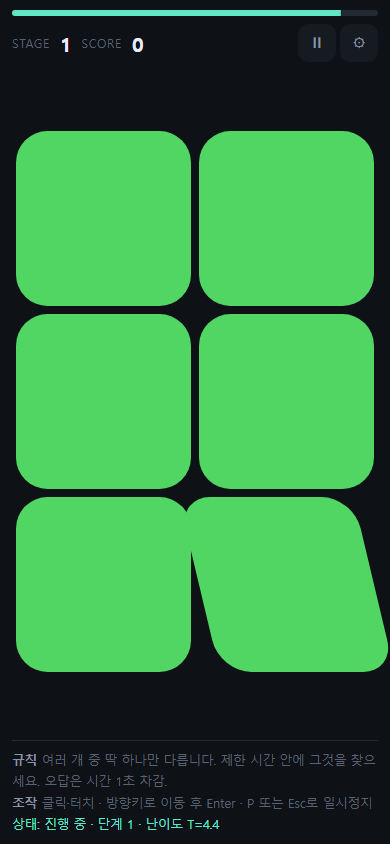 STAGE 1 SCORE 0
규칙 여러 개 중 딱 하나만 다릅니다. 제한 시간 안에 그것을 찾으
세요. 오답은 시간 1초 차감.
조작 클릭·터치 · 방향키로 이동 후 Enter · P 또는 Esc로 일시정지
상태: 진행 중 · 단계 1 · 난이도 T=4.4